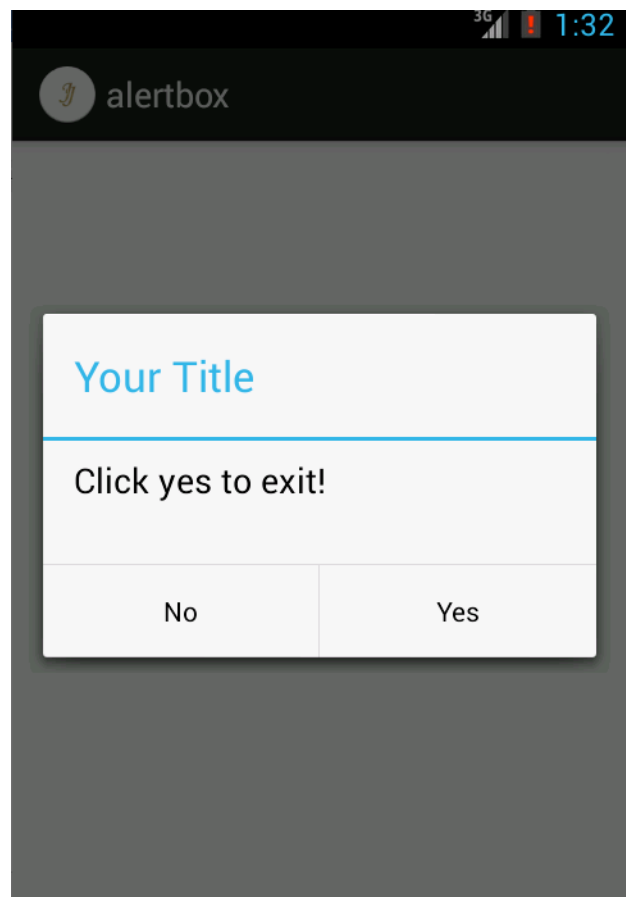 3G 1:32
alertbox
Your Title
Click yes to exit!
No Yes